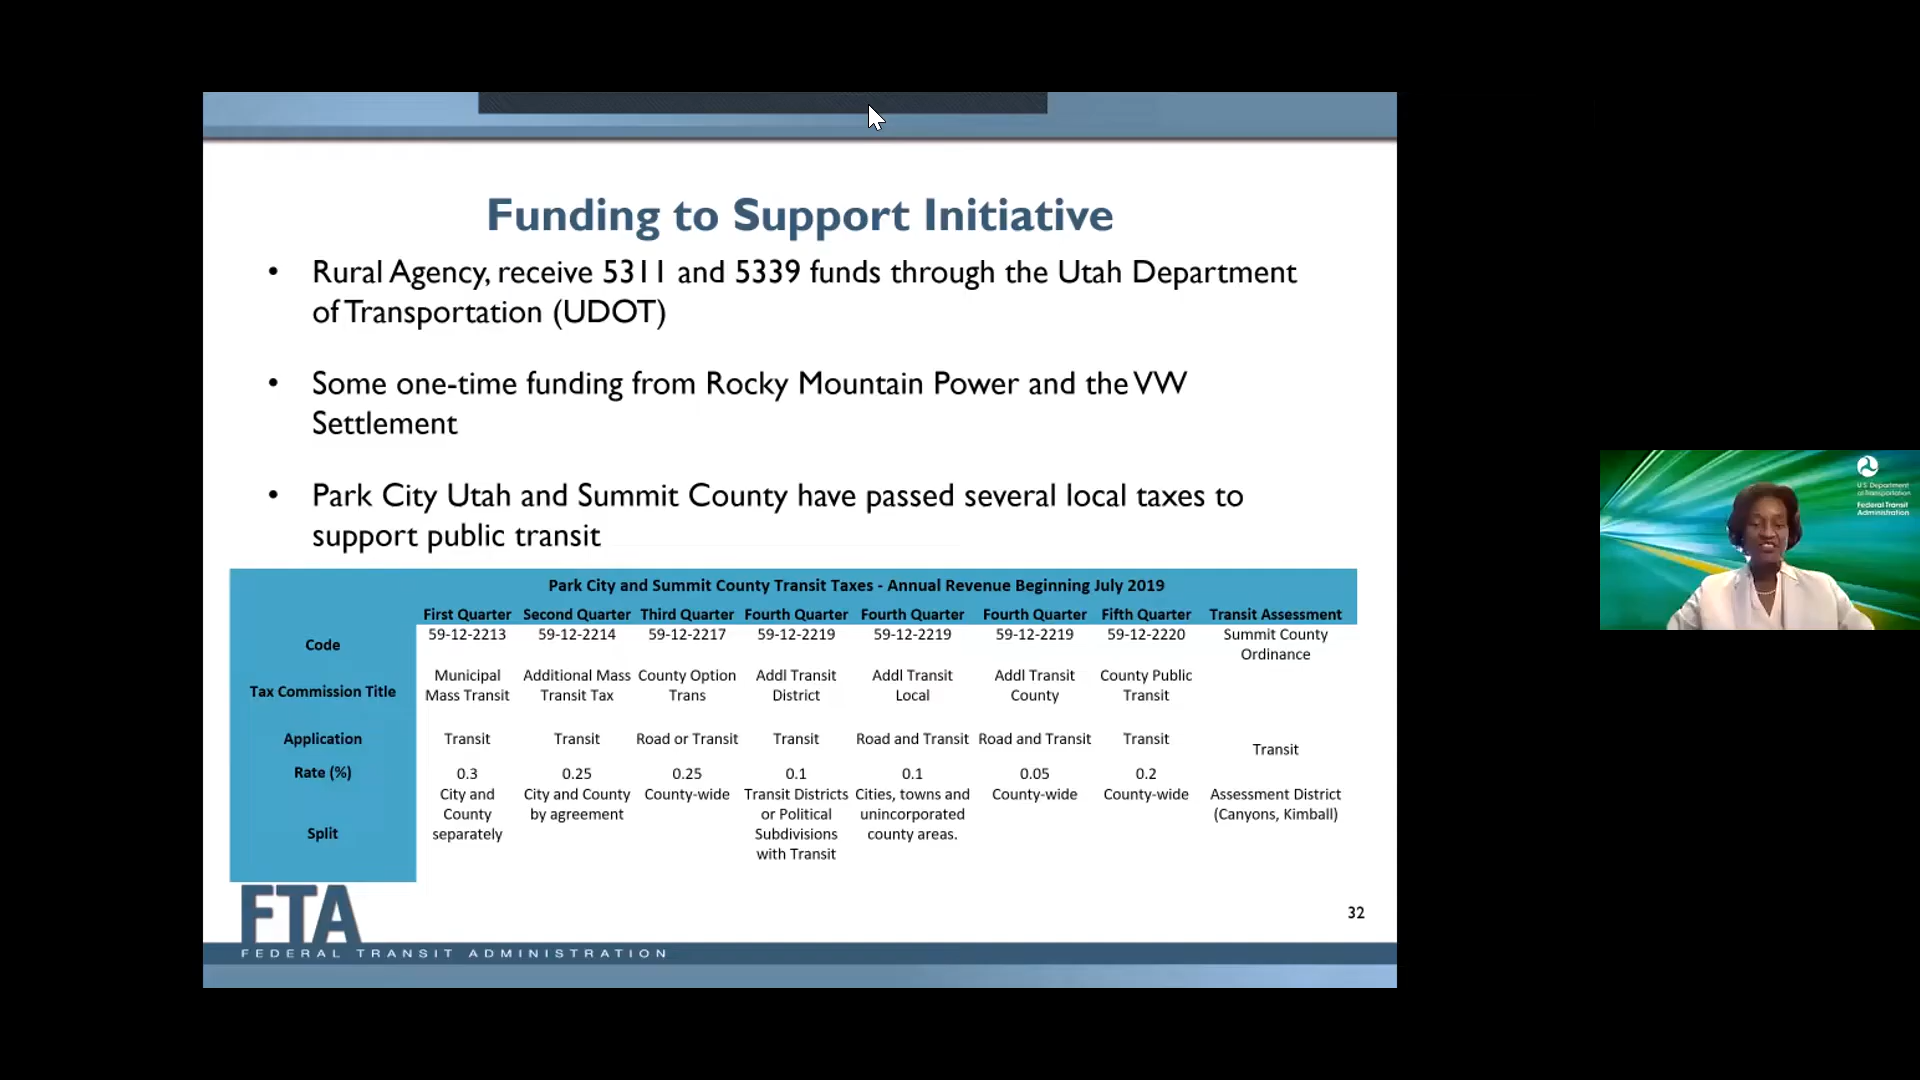 Funding to Support Initiative
• Rural Agency, receive 5311 and 5339 funds through the Utah Department
of Transportation (UDOT)
• Some one-time funding from Rocky Mountain Power and the VW
Settlement
• Park City Utah and Summit County have passed several local taxes to
support public transit
Park City and Summit County Transit Taxes - Annual Revenue Beginning July 2019
First Quarter Second Quarter Third Quarter Fourth Quarter Fourth Quarter Fourth Quarter Fifth Quarter Transit Assessment
Code 59-12-2213 59-12-2214 59-12-2217 59-12-2219 59-12-2219 59-12-2219 59-12-2220 Summit County
Ordinance
Tax Commission Title Municipal Additional Mass County Option Addl Transit Addl Transit Addl Transit County Public
Mass Transit Transit Tax Trans District Local County Transit
Application Transit Transit Road or Transit Transit Road and Transit Road and Transit Transit Transit
Rate (%) 0.3 0.25 0.25 0.1 0.1 0.05 0.2
Split City and City and County County-wide Transit Districts Cities, towns and County-wide County-wide Assessment District
County by agreement or Political unincorporated (Canyons, Kimball)
separately Subdivisions county areas.
with Transit
FTA
FEDERAL TRANSIT ADMINISTRATION
32
U.S. Department
of Transportation
Federal Transit
Administration